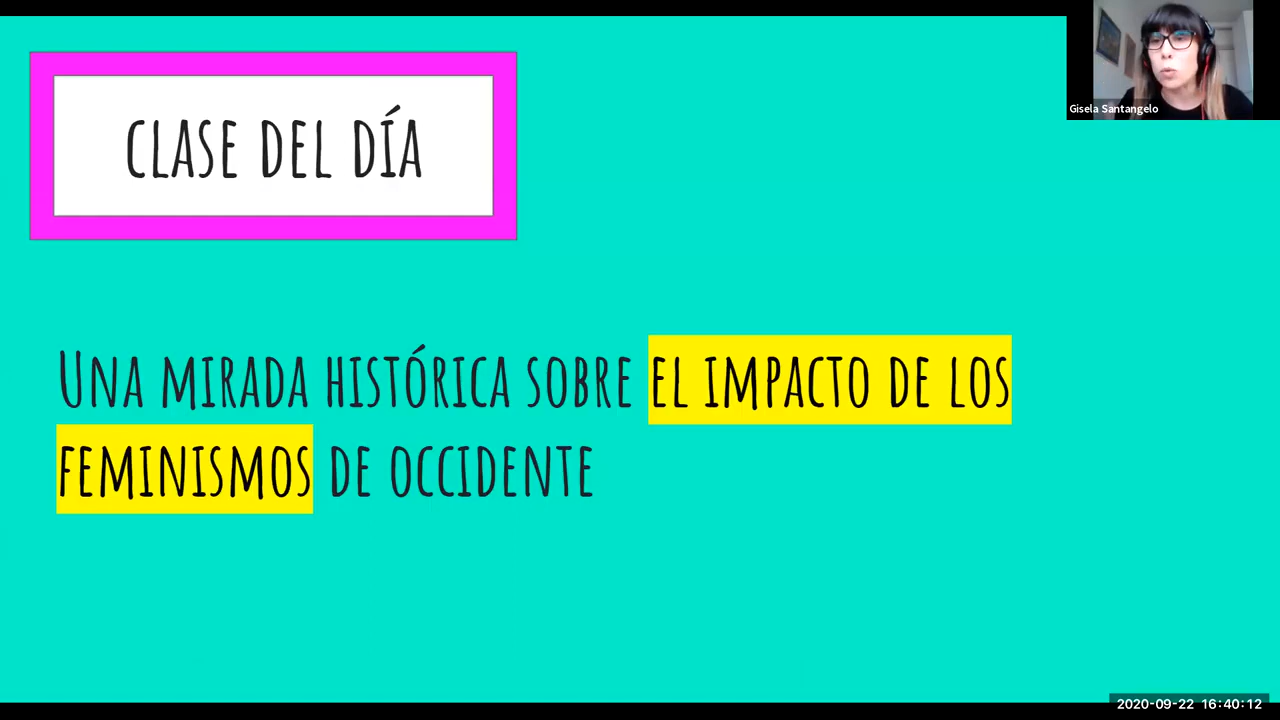 Gisela Santangelo
CLASE DEL DÍA
UNA MIRADA HISTÓRICA SOBRE EL IMPACTO DE LOS
FEMINISMOS DE OCCIDENTE
2020-09-22 16:40:12